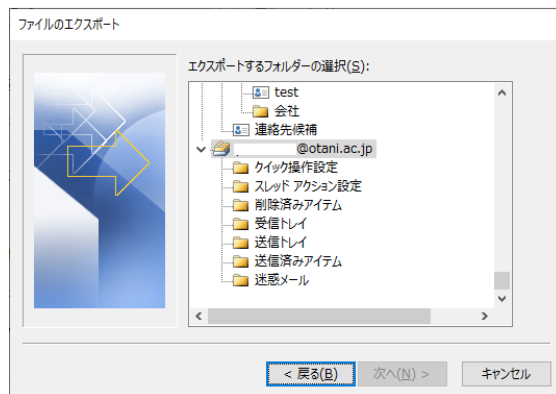 ファイルのエクスポート
エクスポートするフォルダーの選択(S):
test
会社
連絡先候補
@otani.ac.jp
クイック操作設定
スレッド アクション設定
削除済みアイテム
受信トレイ
送信トレイ
送信済みアイテム
迷惑メール
< 戻る(B) 次へ(N) > キャンセル